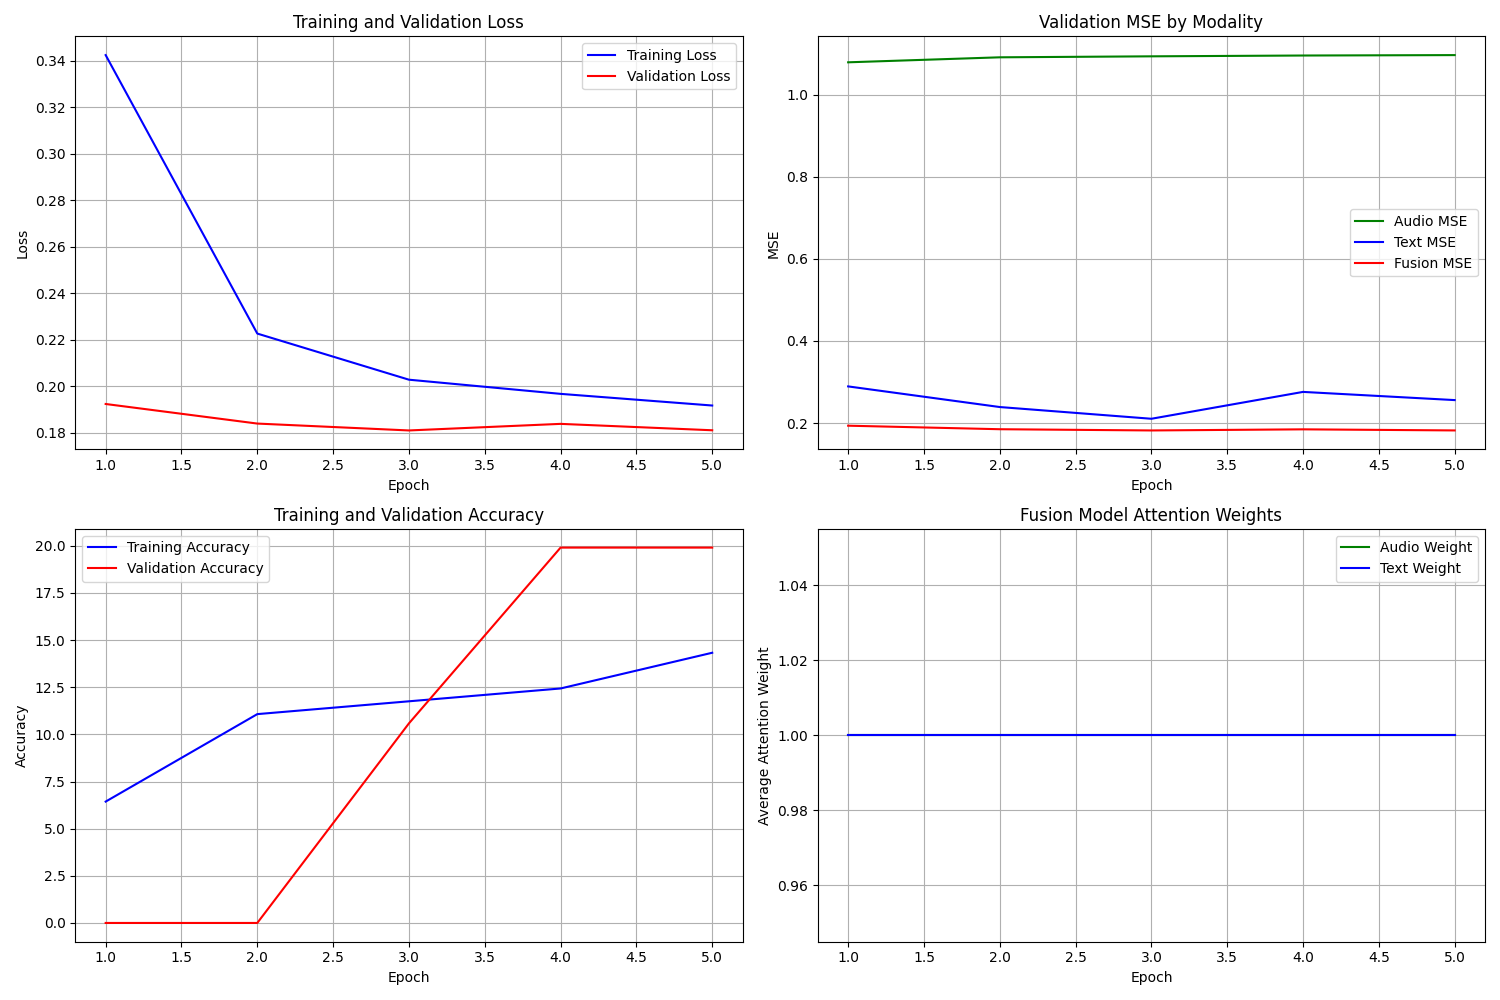 Training and Validation Loss
Training Loss
Validation Loss
0.34
0.32
0.30
0.28
0.26
0.24
0.22
0.20
0.18
Loss
1.0 1.5 2.0 2.5 3.0 3.5 4.0 4.5 5.0
Epoch
Validation MSE by Modality
Audio MSE
Text MSE
Fusion MSE
1.0
0.8
0.6
0.4
0.2
MSE
1.0 1.5 2.0 2.5 3.0 3.5 4.0 4.5 5.0
Epoch
Training and Validation Accuracy
Training Accuracy
Validation Accuracy
20.0
17.5
15.0
12.5
10.0
7.5
5.0
2.5
0.0
Accuracy
1.0 1.5 2.0 2.5 3.0 3.5 4.0 4.5 5.0
Epoch
Fusion Model Attention Weights
Audio Weight
Text Weight
1.04
1.02
1.00
0.98
0.96
Average Attention Weight
1.0 1.5 2.0 2.5 3.0 3.5 4.0 4.5 5.0
Epoch